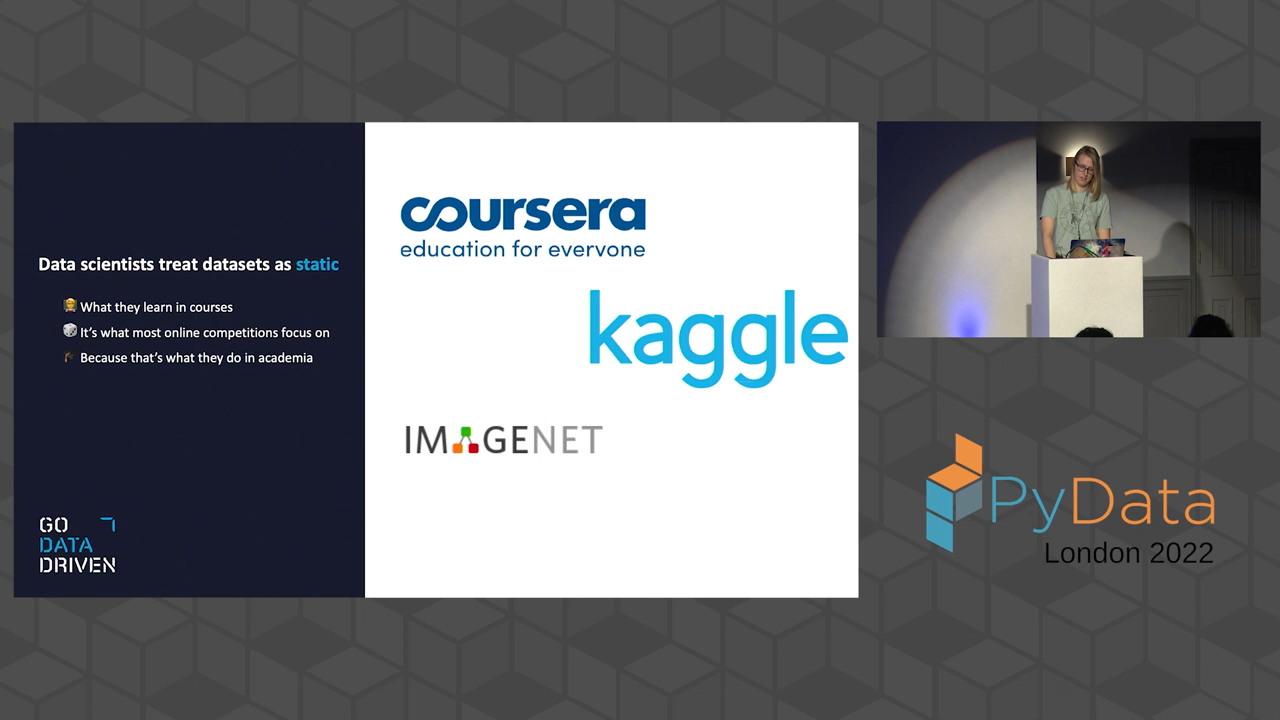 Data scientists treat datasets as static
What they learn in courses
It's what most online competitions focus on
Because that's what they do in academia
GO
DATA
DRIVEN
coursera
education for everyone
kaggle
IMAGENET
PyData
London 2022